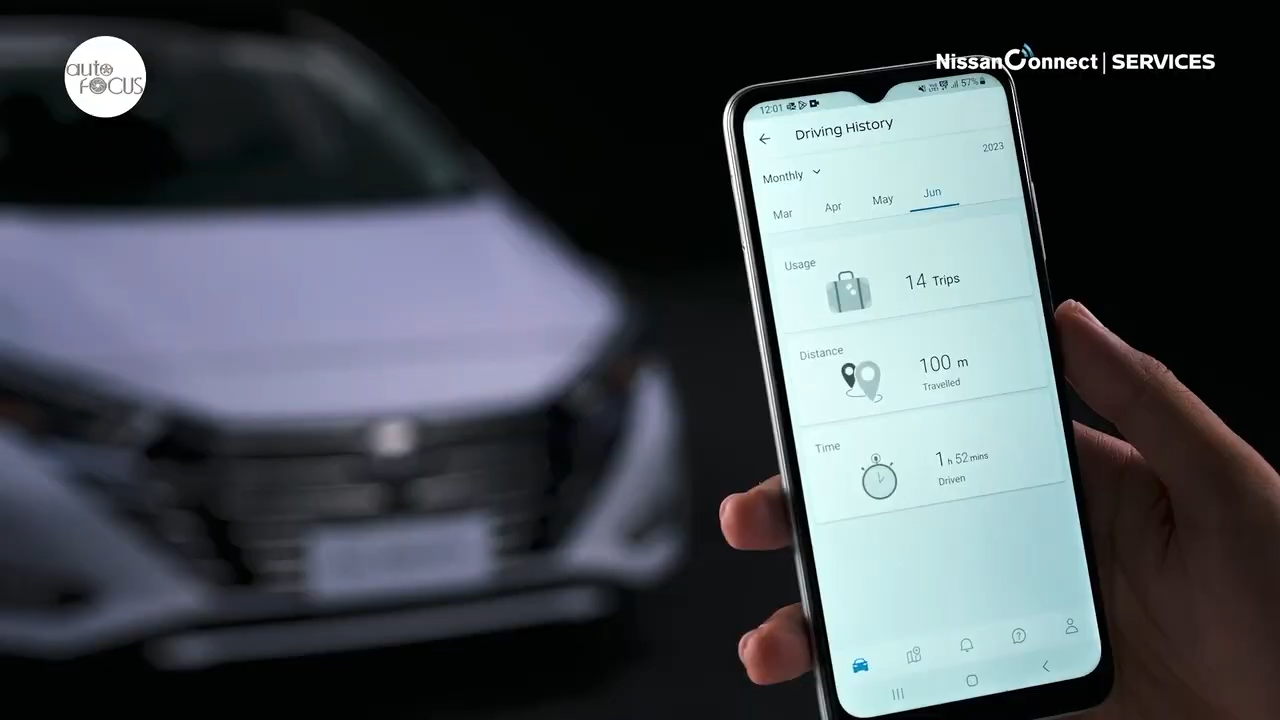 auto
FOCUS
NissanConnect | SERVICES
12:01
57%
Driving History
2023
Monthly
Mar Apr May Jun
Usage
14 Trips
Distance
100 m
Travelled
Time
1 h 52 mins
Driven